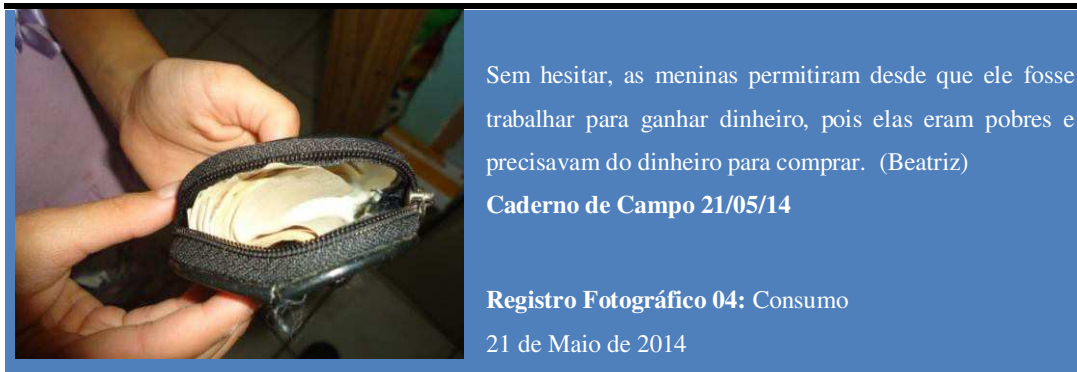 Sem hesitar, as meninas permitiram desde que ele fosse
trabalhar para ganhar dinheiro, pois elas eram pobres e
precisavam do dinheiro para comprar. (Beatriz)
Caderno de Campo 21/05/14
Registro Fotográfico 04: Consumo
21 de Maio de 2014